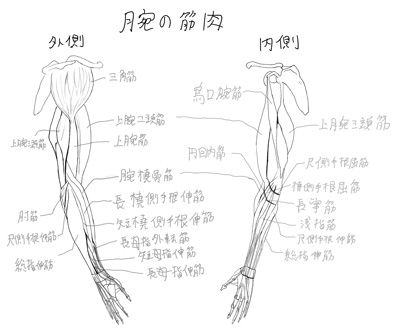 腕の筋肉
外側
三角筋
上腕二頭筋
上腕三頭筋
上腕筋
腕橈骨筋
長橈側手根伸筋
肘筋
短橈側手根伸筋
尺側手根伸筋
長母指外転筋
総指伸筋
短母指伸筋
長母指伸筋
内側
烏口腕筋
上腕三頭筋
円回内筋
尺側手根屈筋
橈側手根屈筋
長掌筋
浅指筋
尺側手根伸筋
総指伸筋